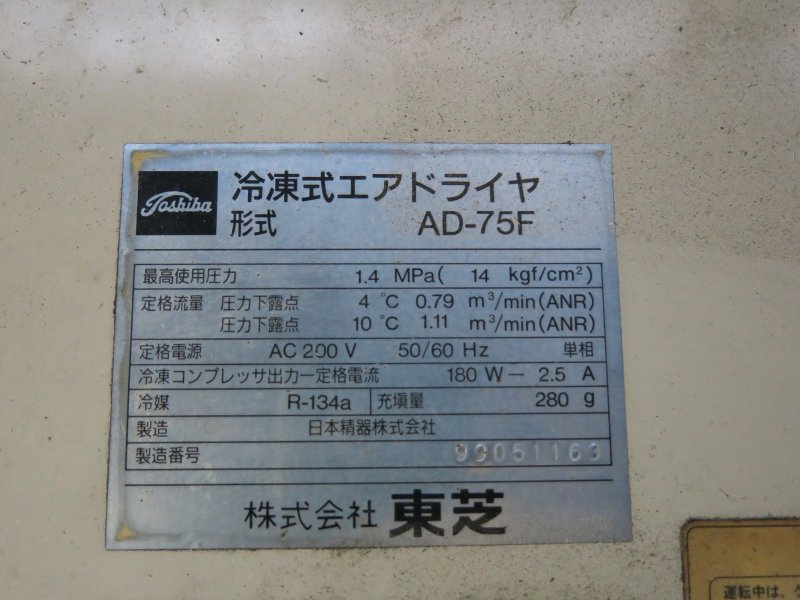 Toshiba
冷凍式エアドライヤ
形式 AD-75F
最高使用圧力 1.4 MPa( 14 kgf/cm²)
定格流量 圧力下露点 4 °C 0.79 m³/min(ANR)
圧力下露点 10 °C 1.11 m³/min(ANR)
定格電源 AC 200 V 50/60 Hz 単相
冷凍コンプレッサ出力ー定格電流 180 W － 2.5 A
冷媒 R-134a 充填量 280 g
製造 日本精器株式会社
製造番号 99051163
株式会社 東芝
運転中は、